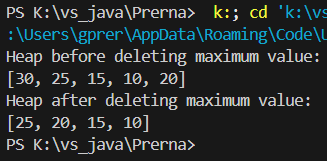 PS K:\vs_java\Prerna>  k:; cd 'k:\vs
:\Users\gprer\AppData\Roaming\Code\U
Heap before deleting maximum value:
[30, 25, 15, 10, 20]
Heap after deleting maximum value:
[25, 20, 15, 10]
PS K:\vs_java\Prerna>